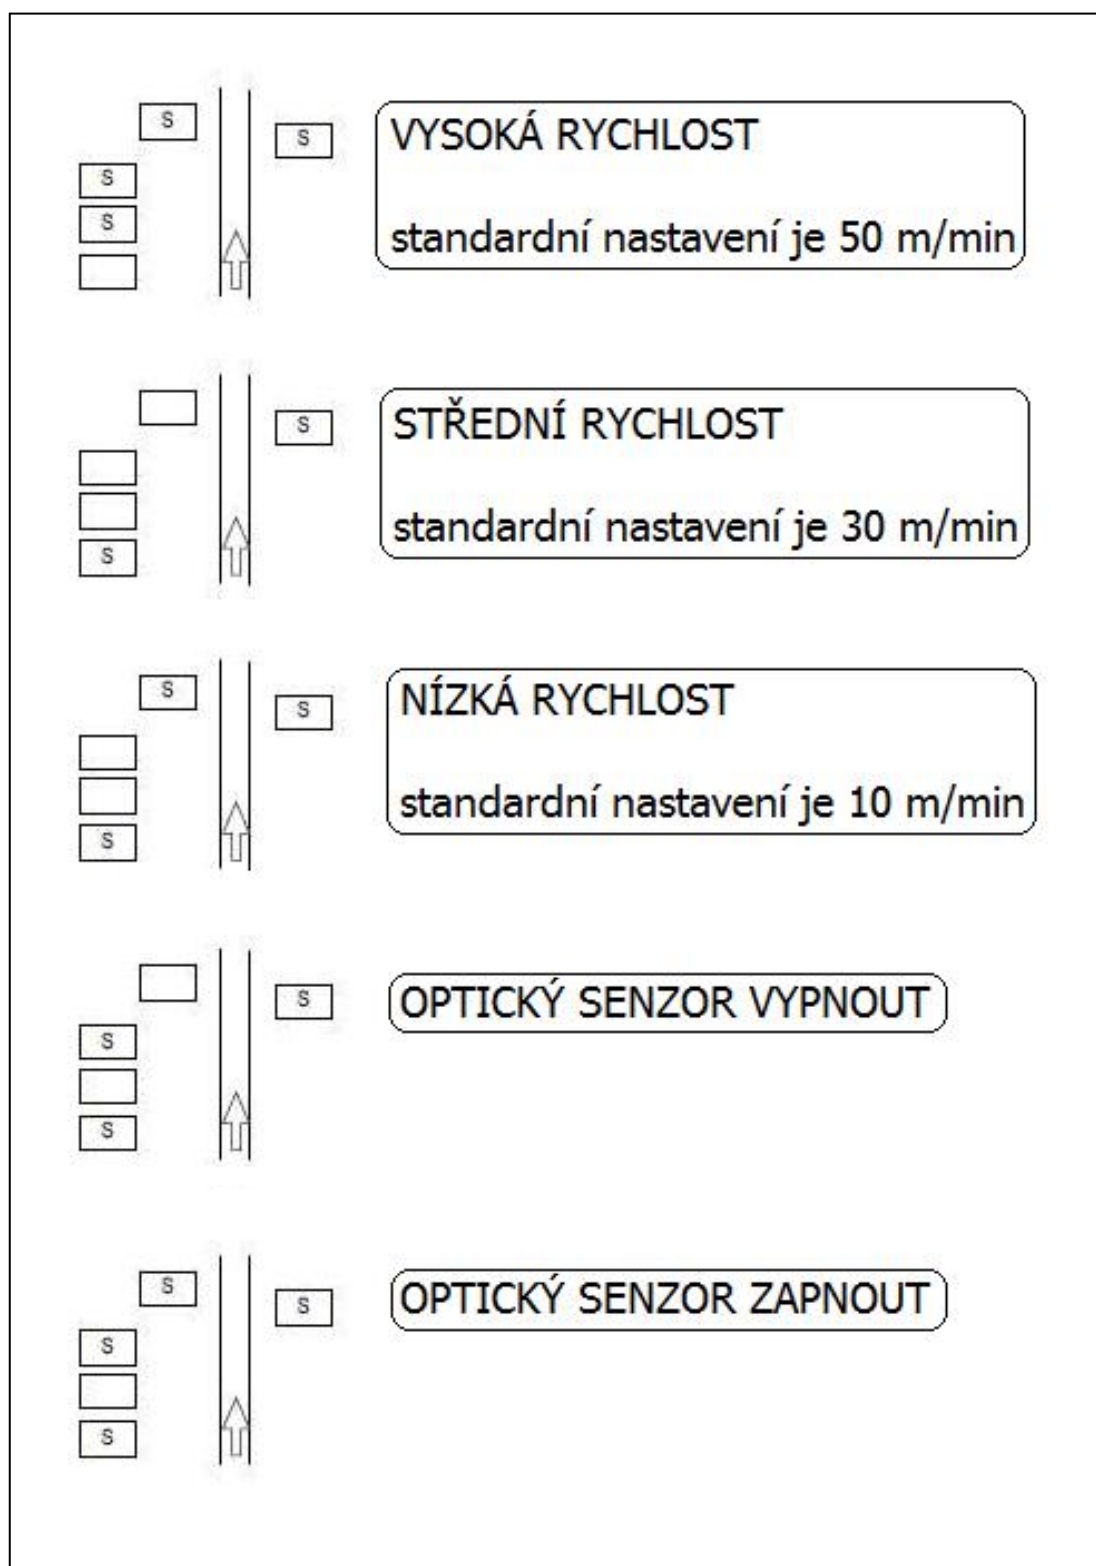 S
S
VYSOKÁ RYCHLOST
S
S
standardní nastavení je 50 m/min
S
STŘEDNÍ RYCHLOST
standardní nastavení je 30 m/min
S
S
S
NÍZKÁ RYCHLOST
standardní nastavení je 10 m/min
S
S
OPTICKÝ SENZOR VYPNOUT
S
S
S
S
OPTICKÝ SENZOR ZAPNOUT
S
S